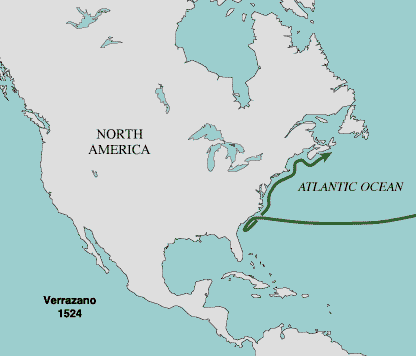 NORTH
AMERICA
ATLANTIC OCEAN
Verrazano
1524